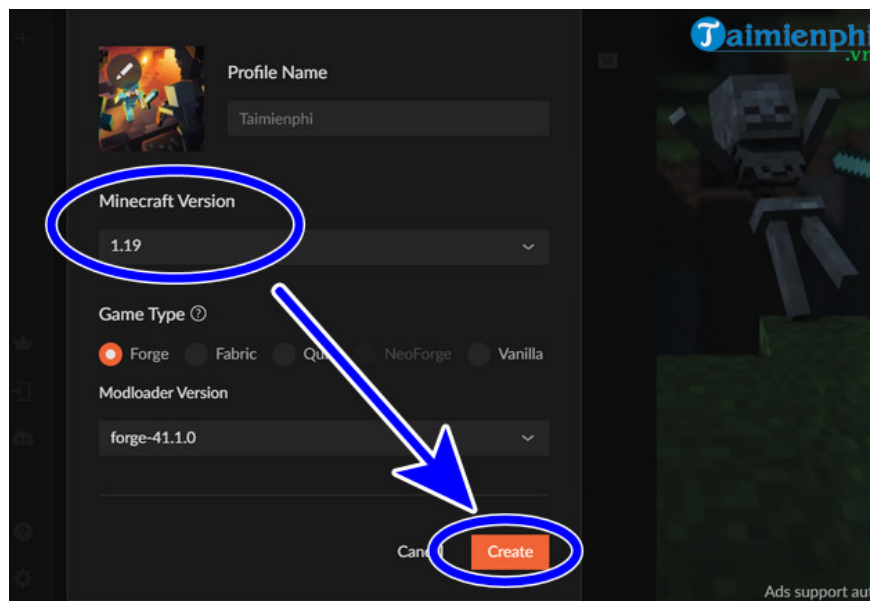 Taimienphi
.vn
Profile Name
Taimienphi
Minecraft Version
1.19
Game Type
Forge Fabric NeoForge Vanilla
Modloader Version
forge-41.1.0
Create
Ads support